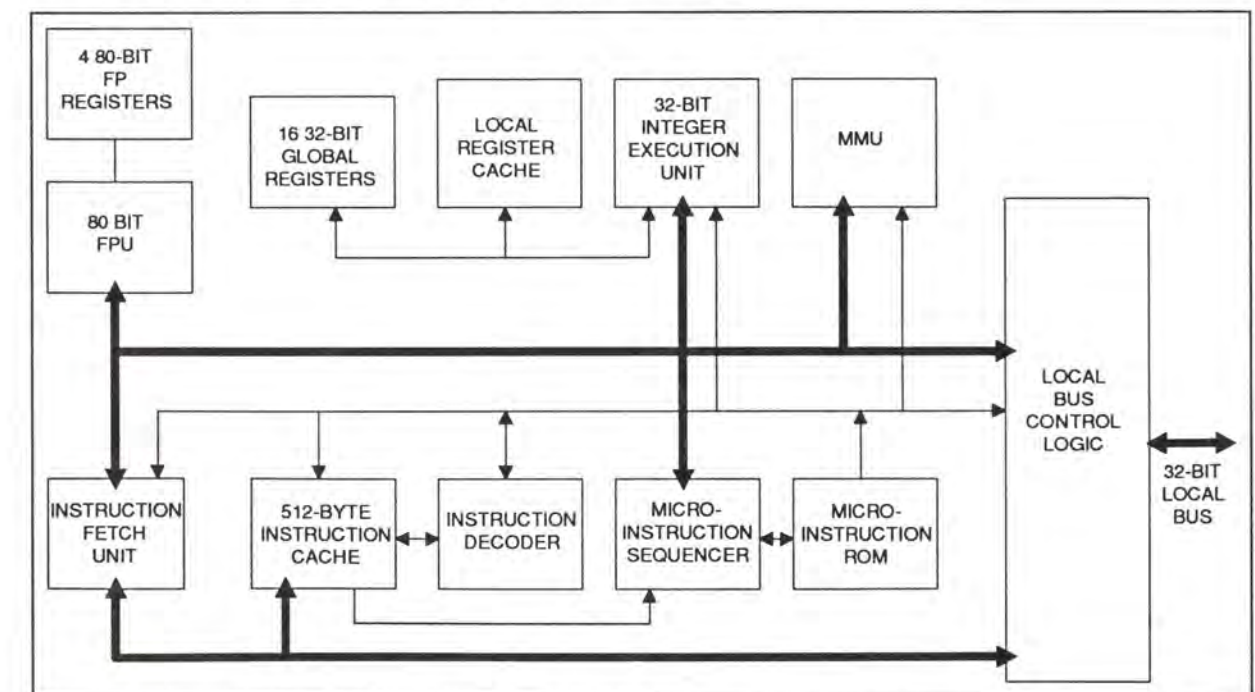 4 80-BIT
FP
REGISTERS
80 BIT
FPU
16 32-BIT
GLOBAL
REGISTERS
LOCAL
REGISTER
CACHE
32-BIT
INTEGER
EXECUTION
UNIT
MMU
INSTRUCTION
FETCH
UNIT
512-BYTE
INSTRUCTION
CACHE
INSTRUCTION
DECODER
MICRO-
INSTRUCTION
SEQUENCER
MICRO-
INSTRUCTION
ROM
LOCAL
BUS
CONTROL
LOGIC
32-BIT
LOCAL
BUS